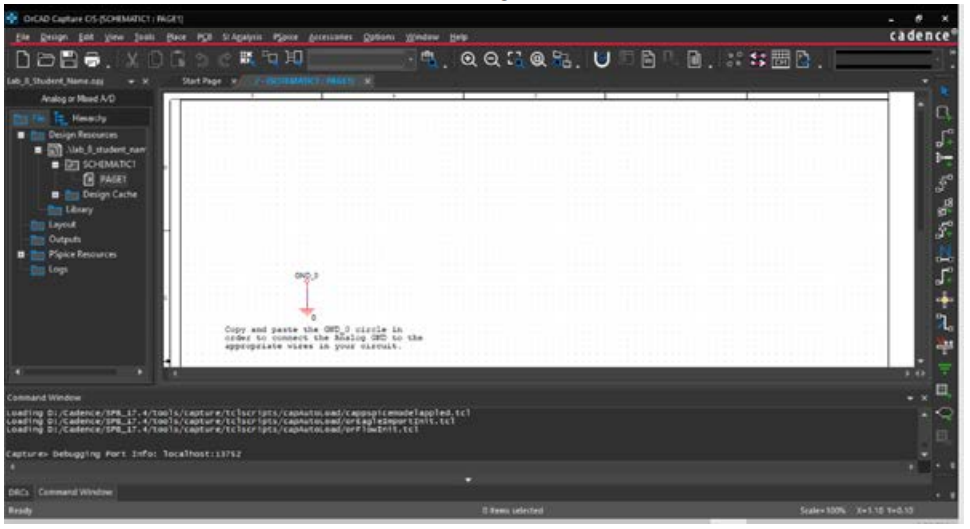 OrCAD Capture CIS-[SCHEMATIC1 : PAGE1]
File Design Edit View Tools Place PCB SI Analysis PSpice Accessories Options Window Help
cadence
Lab_8_Student_Name.opj
Start Page
/ - (SCHEMATIC1 : PAGE1)
Analog or Mixed A/D
File
Hierarchy
Design Resources
.\lab_8_student_nam
SCHEMATIC1
PAGE1
Design Cache
Library
Layout
Outputs
PSpice Resources
Logs
GND_0
0
Copy and paste the GND_0 circle in
order to connect the Analog GND to the
appropriate wires in your circuit.
Command Window
Loading D:/Cadence/SPB_17.4/tools/capture/tclscripts/capAutoLoad/cappspicemodelappled.tcl
Loading D:/Cadence/SPB_17.4/tools/capture/tclscripts/capAutoLoad/orEagleImportInit.tcl
Loading D:/Cadence/SPB_17.4/tools/capture/tclscripts/capAutoLoad/orFlowInit.tcl
Capture> Debugging Port Info: localhost:13752
DRCs Command Window
Ready
0 items selected
Scale=100% X=1.10 Y=0.10